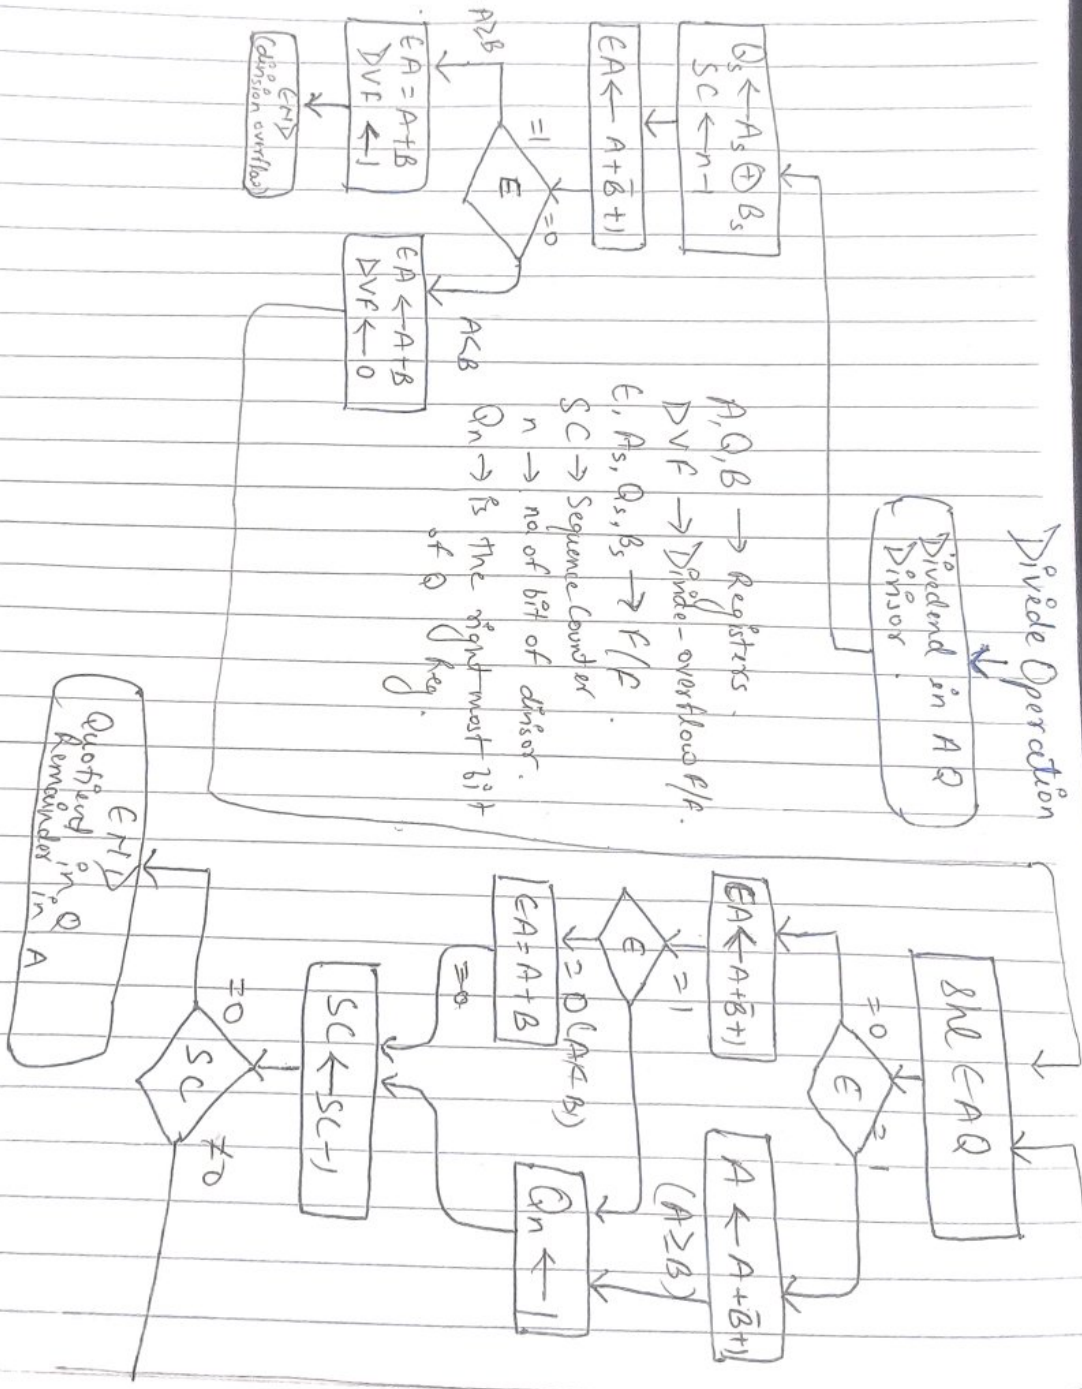 Divide Operation
Dividend in A Q
Divisor.
Qs ← As ⊕ Bs
SC ← n-1
EA ← A + B̄ + 1
E
=1
=0
A≥B
A<B
EA = A+B
DVF ← 1
END
(division overflow)
EA ← A+B
DVF ← 0
A, Q, B → Registers
DVF → Divide-overflow F/F.
E, As, Qs, Bs → F/F.
SC → Sequence Counter
n → no of bit of divisor.
Qn → is the right most bit
of Q Reg.
shl E A Q
E
=0
=1
EA ← A+B̄+1
A ← A+B̄+1
(A≥B)
E
=1
=0 (A<B)
EA = A+B
Qn ← 1
=0
SC ← SC-1
SC
=0
≠0
END
Quotient in Q
Remainder in A